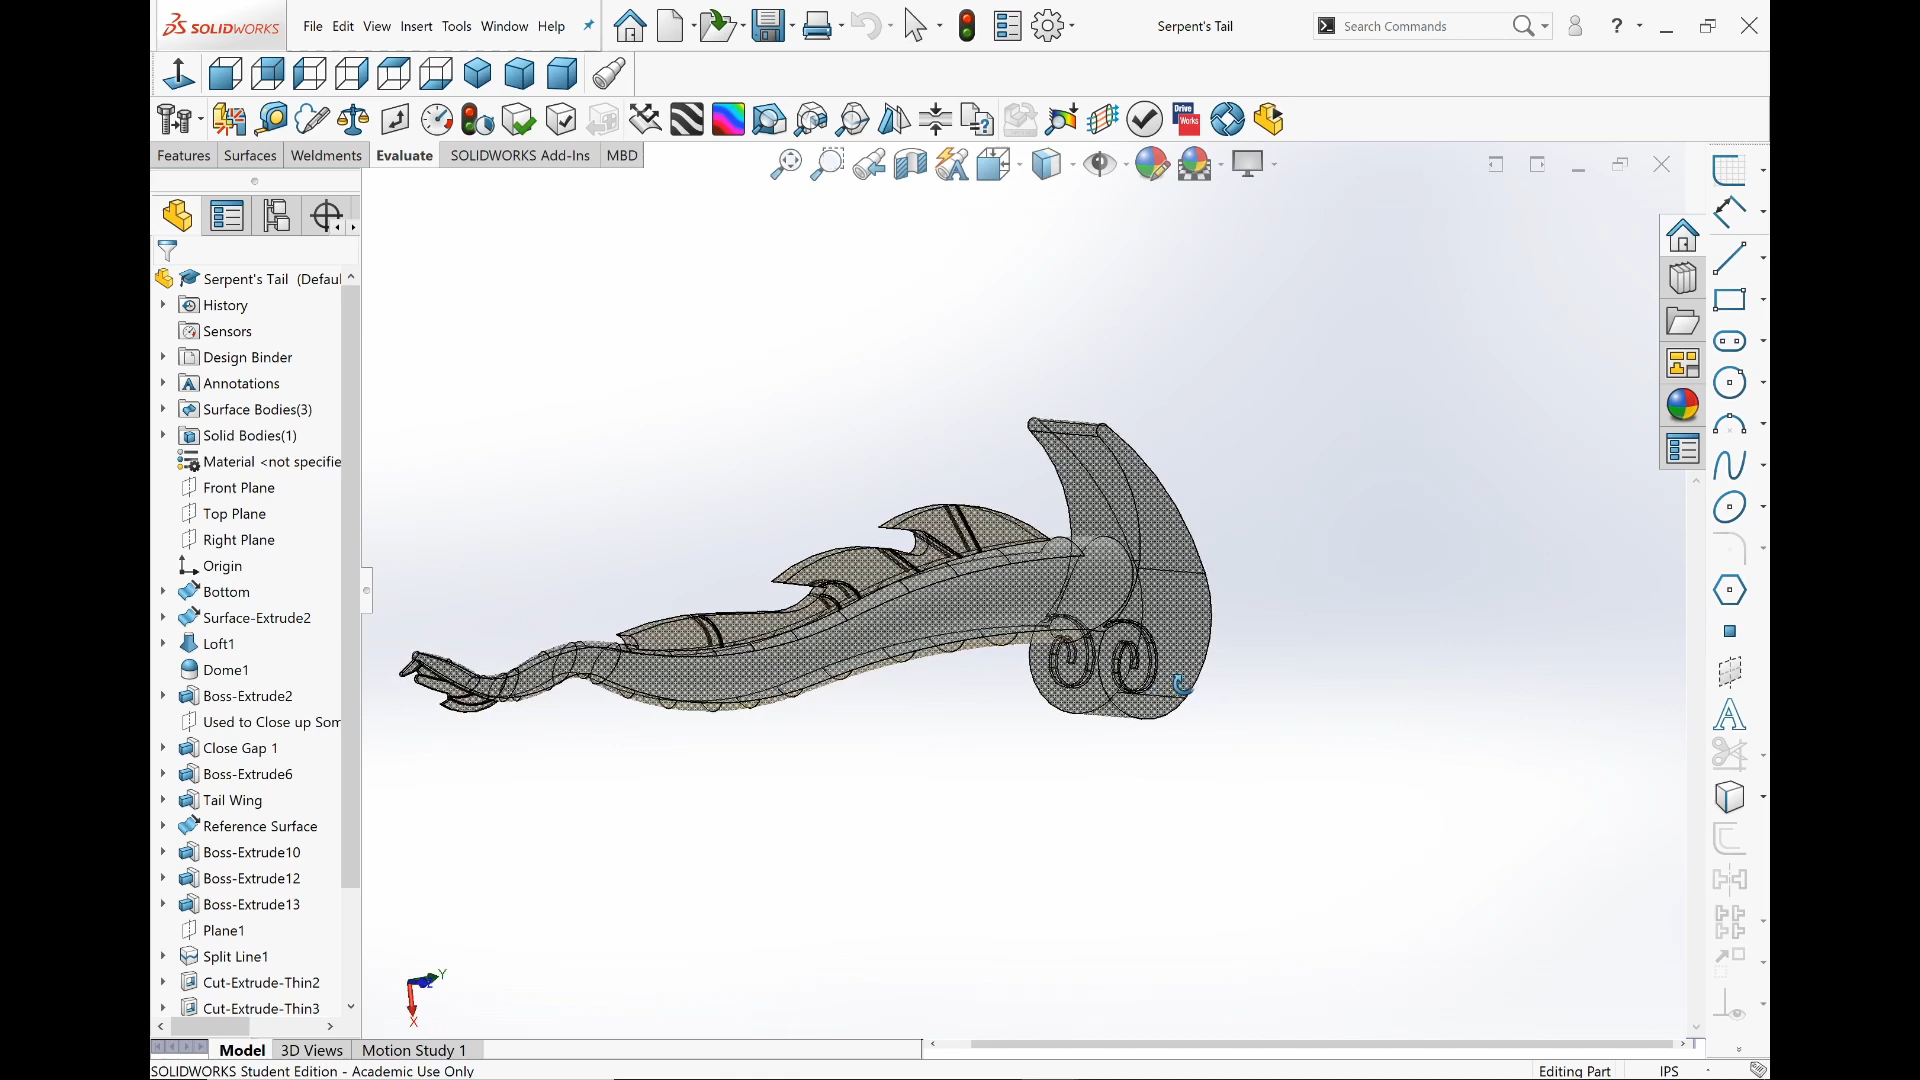 SOLIDWORKS File Edit View Insert Tools Window Help Serpent's Tail Search Commands ?
Drive Works
Features Surfaces Weldments Evaluate SOLIDWORKS Add-Ins MBD
Serpent's Tail (Defaul
History
Sensors
Design Binder
Annotations
Surface Bodies(3)
Solid Bodies(1)
Material <not specifie
Front Plane
Top Plane
Right Plane
Origin
Bottom
Surface-Extrude2
Loft1
Dome1
Boss-Extrude2
Used to Close up Som
Close Gap 1
Boss-Extrude6
Tail Wing
Reference Surface
Boss-Extrude10
Boss-Extrude12
Boss-Extrude13
Plane1
Split Line1
Cut-Extrude-Thin2
Cut-Extrude-Thin3
Y
X
Model 3D Views Motion Study 1
SOLIDWORKS Student Edition - Academic Use Only Editing Part IPS